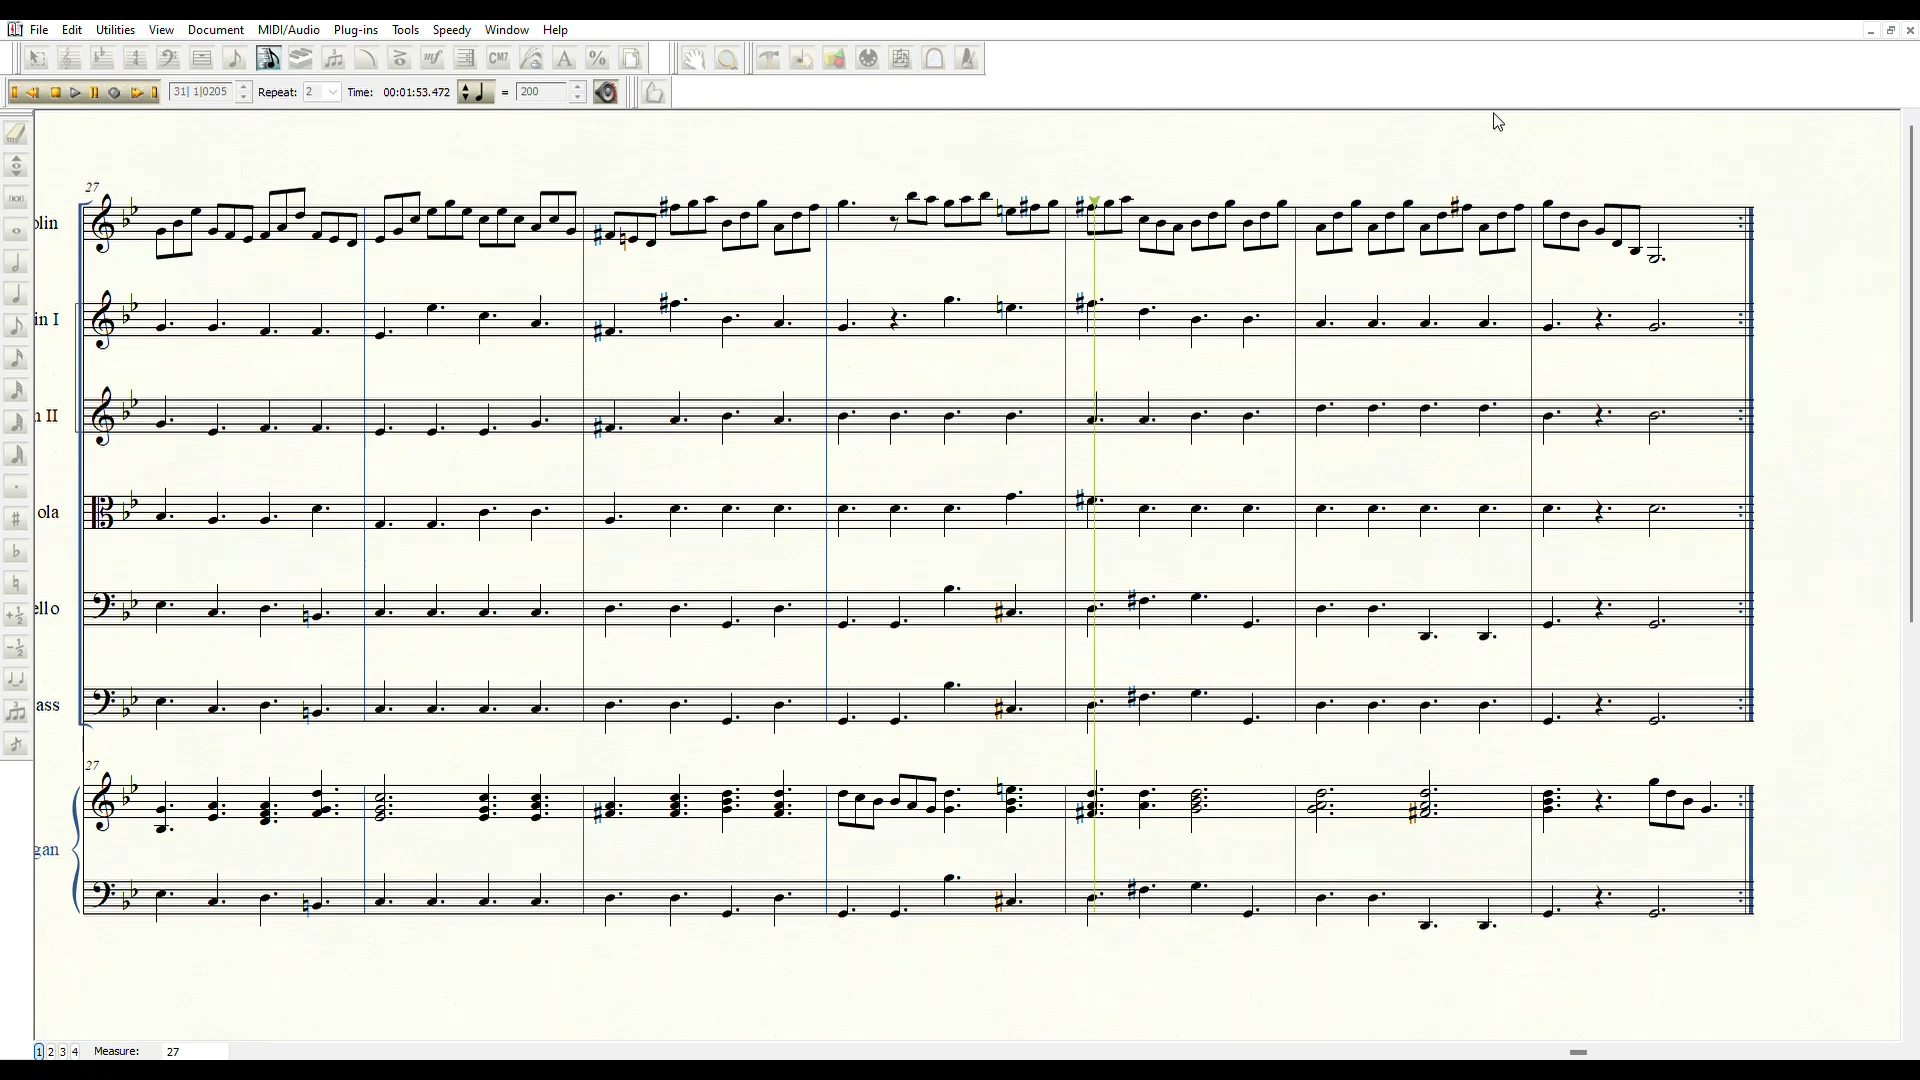 File Edit Utilities View Document MIDI/Audio Plug-ins Tools Speedy Window Help
CM7
31| 1|0205 Repeat: 2 Time: 00:01:53.472 = 200
27
olin
in I
n II
ola
ello
ass
27
gan
1 2 3 4 Measure: 27